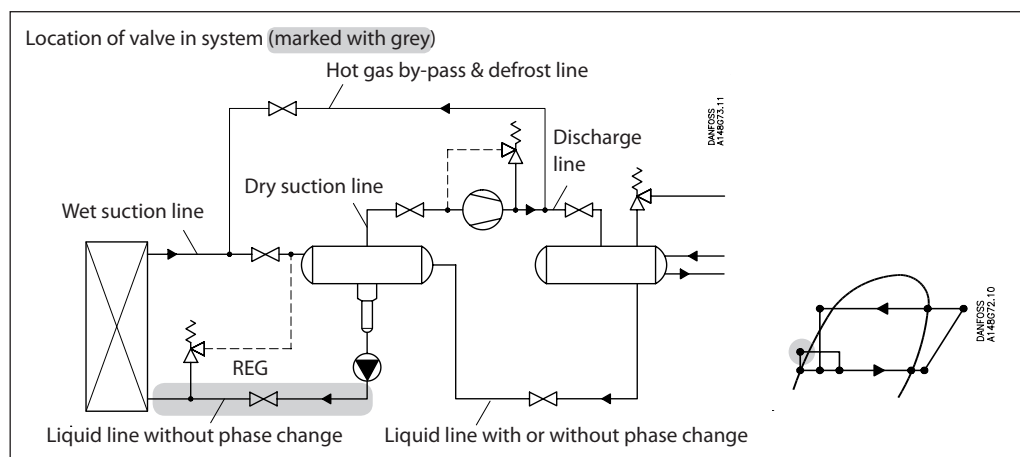 Location of valve in system (marked with grey)
Hot gas by-pass & defrost line
DANFOSS
A148G73.11
Discharge
line
Dry suction line
Wet suction line
REG
DANFOSS
A148G72.10
Liquid line without phase change
Liquid line with or without phase change